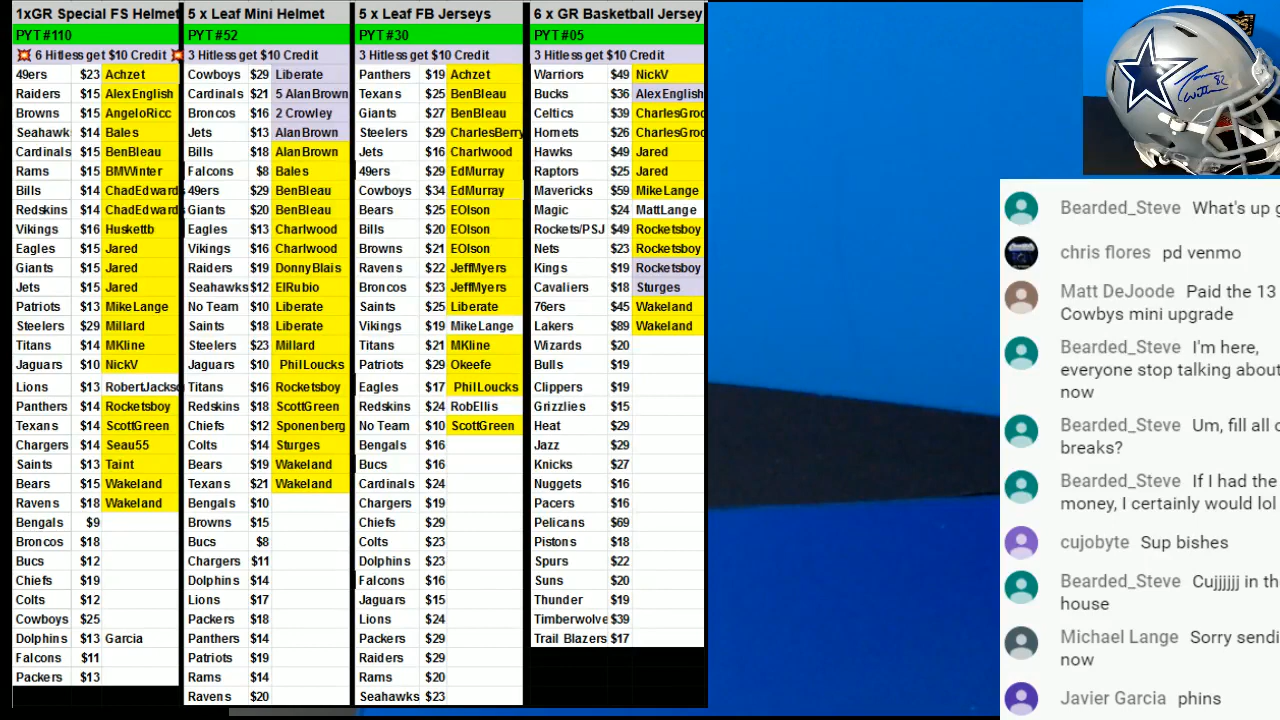 1xGR Special FS Helmet
PYT #110
6 Hitless get $10 Credit
49ers $23 Achzet
Raiders $15 AlexEnglish
Browns $15 AngeloRicc
Seahawk $14 Bales
Cardinals $15 BenBleau
Rams $15 BMWinter
Bills $14 ChadEdward
Redskins $14 ChadEdward
Vikings $16 Huskettb
Eagles $15 Jared
Giants $15 Jared
Jets $15 Jared
Patriots $13 MikeLange
Steelers $29 Millard
Titans $14 MKline
Jaguars $10 NickV
Lions $13 RobertJackso
Panthers $14 Rocketsboy
Texans $14 ScottGreen
Chargers $14 Seau55
Saints $13 Taint
Bears $15 Wakeland
Ravens $18 Wakeland
Bengals $9
Broncos $18
Bucs $12
Chiefs $19
Colts $12
Cowboys $25
Dolphins $13 Garcia
Falcons $11
Packers $13
5 x Leaf Mini Helmet
PYT #52
3 Hitless get $10 Credit
Cowboys $29 Liberate
Cardinals $21 5 AlanBrown
Broncos $16 2 Crowley
Jets $13 AlanBrown
Bills $18 AlanBrown
Falcons $8 Bales
49ers $29 BenBleau
Giants $20 BenBleau
Eagles $13 Charlwood
Vikings $16 Charlwood
Raiders $19 DonnyBlais
Seahawks $12 ElRubio
No Team $10 Liberate
Saints $18 Liberate
Steelers $23 Millard
Jaguars $10 PhilLoucks
Titans $16 Rocketsboy
Redskins $18 ScottGreen
Chiefs $12 Sponenberg
Colts $14 Sturges
Bears $19 Wakeland
Texans $21 Wakeland
Bengals $10
Browns $15
Bucs $8
Chargers $11
Dolphins $14
Lions $17
Packers $18
Panthers $14
Patriots $19
Rams $14
Ravens $20
5 x Leaf FB Jerseys
PYT #30
3 Hitless get $10 Credit
Panthers $19 Achzet
Texans $25 BenBleau
Giants $27 BenBleau
Steelers $29 CharlesBerry
Jets $16 Charlwood
49ers $29 EdMurray
Cowboys $34 EdMurray
Bears $25 EOlson
Bills $20 EOlson
Browns $21 EOlson
Ravens $22 JeffMyers
Broncos $23 JeffMyers
Saints $25 Liberate
Vikings $19 MikeLange
Titans $21 MKline
Patriots $29 Okeefe
Eagles $17 PhilLoucks
Redskins $24 RobEllis
No Team $10 ScottGreen
Bengals $16
Bucs $16
Cardinals $24
Chargers $19
Chiefs $29
Colts $23
Dolphins $23
Falcons $16
Jaguars $15
Lions $24
Packers $29
Raiders $29
Rams $20
Seahawks $23
6 x GR Basketball Jersey
PYT #05
3 Hitless get $10 Credit
Warriors $49 NickV
Bucks $36 AlexEnglish
Celtics $39 CharlesGroo
Hornets $26 CharlesGroo
Hawks $49 Jared
Raptors $25 Jared
Mavericks $59 MikeLange
Magic $24 MattLange
Rockets/PSJ $49 Rocketsboy
Nets $23 Rocketsboy
Kings $19 Rocketsboy
Cavaliers $18 Sturges
76ers $45 Wakeland
Lakers $89 Wakeland
Wizards $20
Bulls $19
Clippers $19
Grizzlies $15
Heat $29
Jazz $29
Knicks $27
Nuggets $16
Pacers $16
Pelicans $69
Pistons $18
Spurs $22
Suns $20
Thunder $19
Timberwolve $39
Trail Blazers $17
Bearded_Steve What's up g
chris flores pd venmo
Matt DeJoode Paid the 13
Cowbys mini upgrade
Bearded_Steve I'm here,
everyone stop talking about
now
Bearded_Steve Um, fill all o
breaks?
Bearded_Steve If I had the
money, I certainly would lol
cujobyte Sup bishes
Bearded_Steve Cujjjjjj in th
house
Michael Lange Sorry sendi
now
Javier Garcia phins